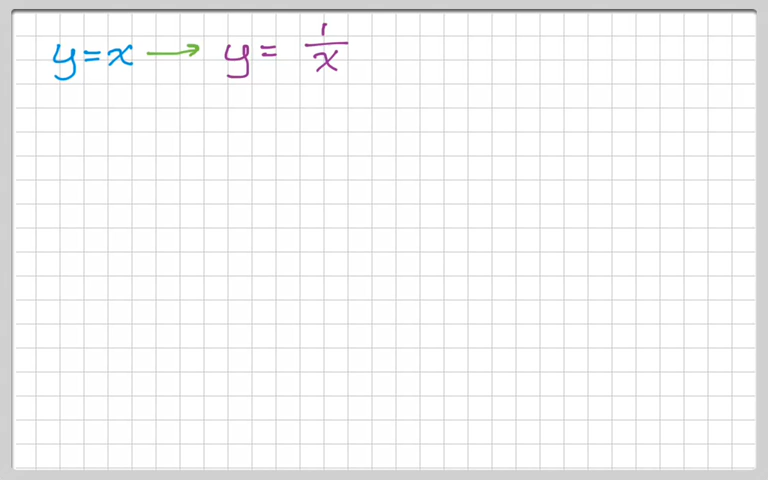 y = x → y = 1/x